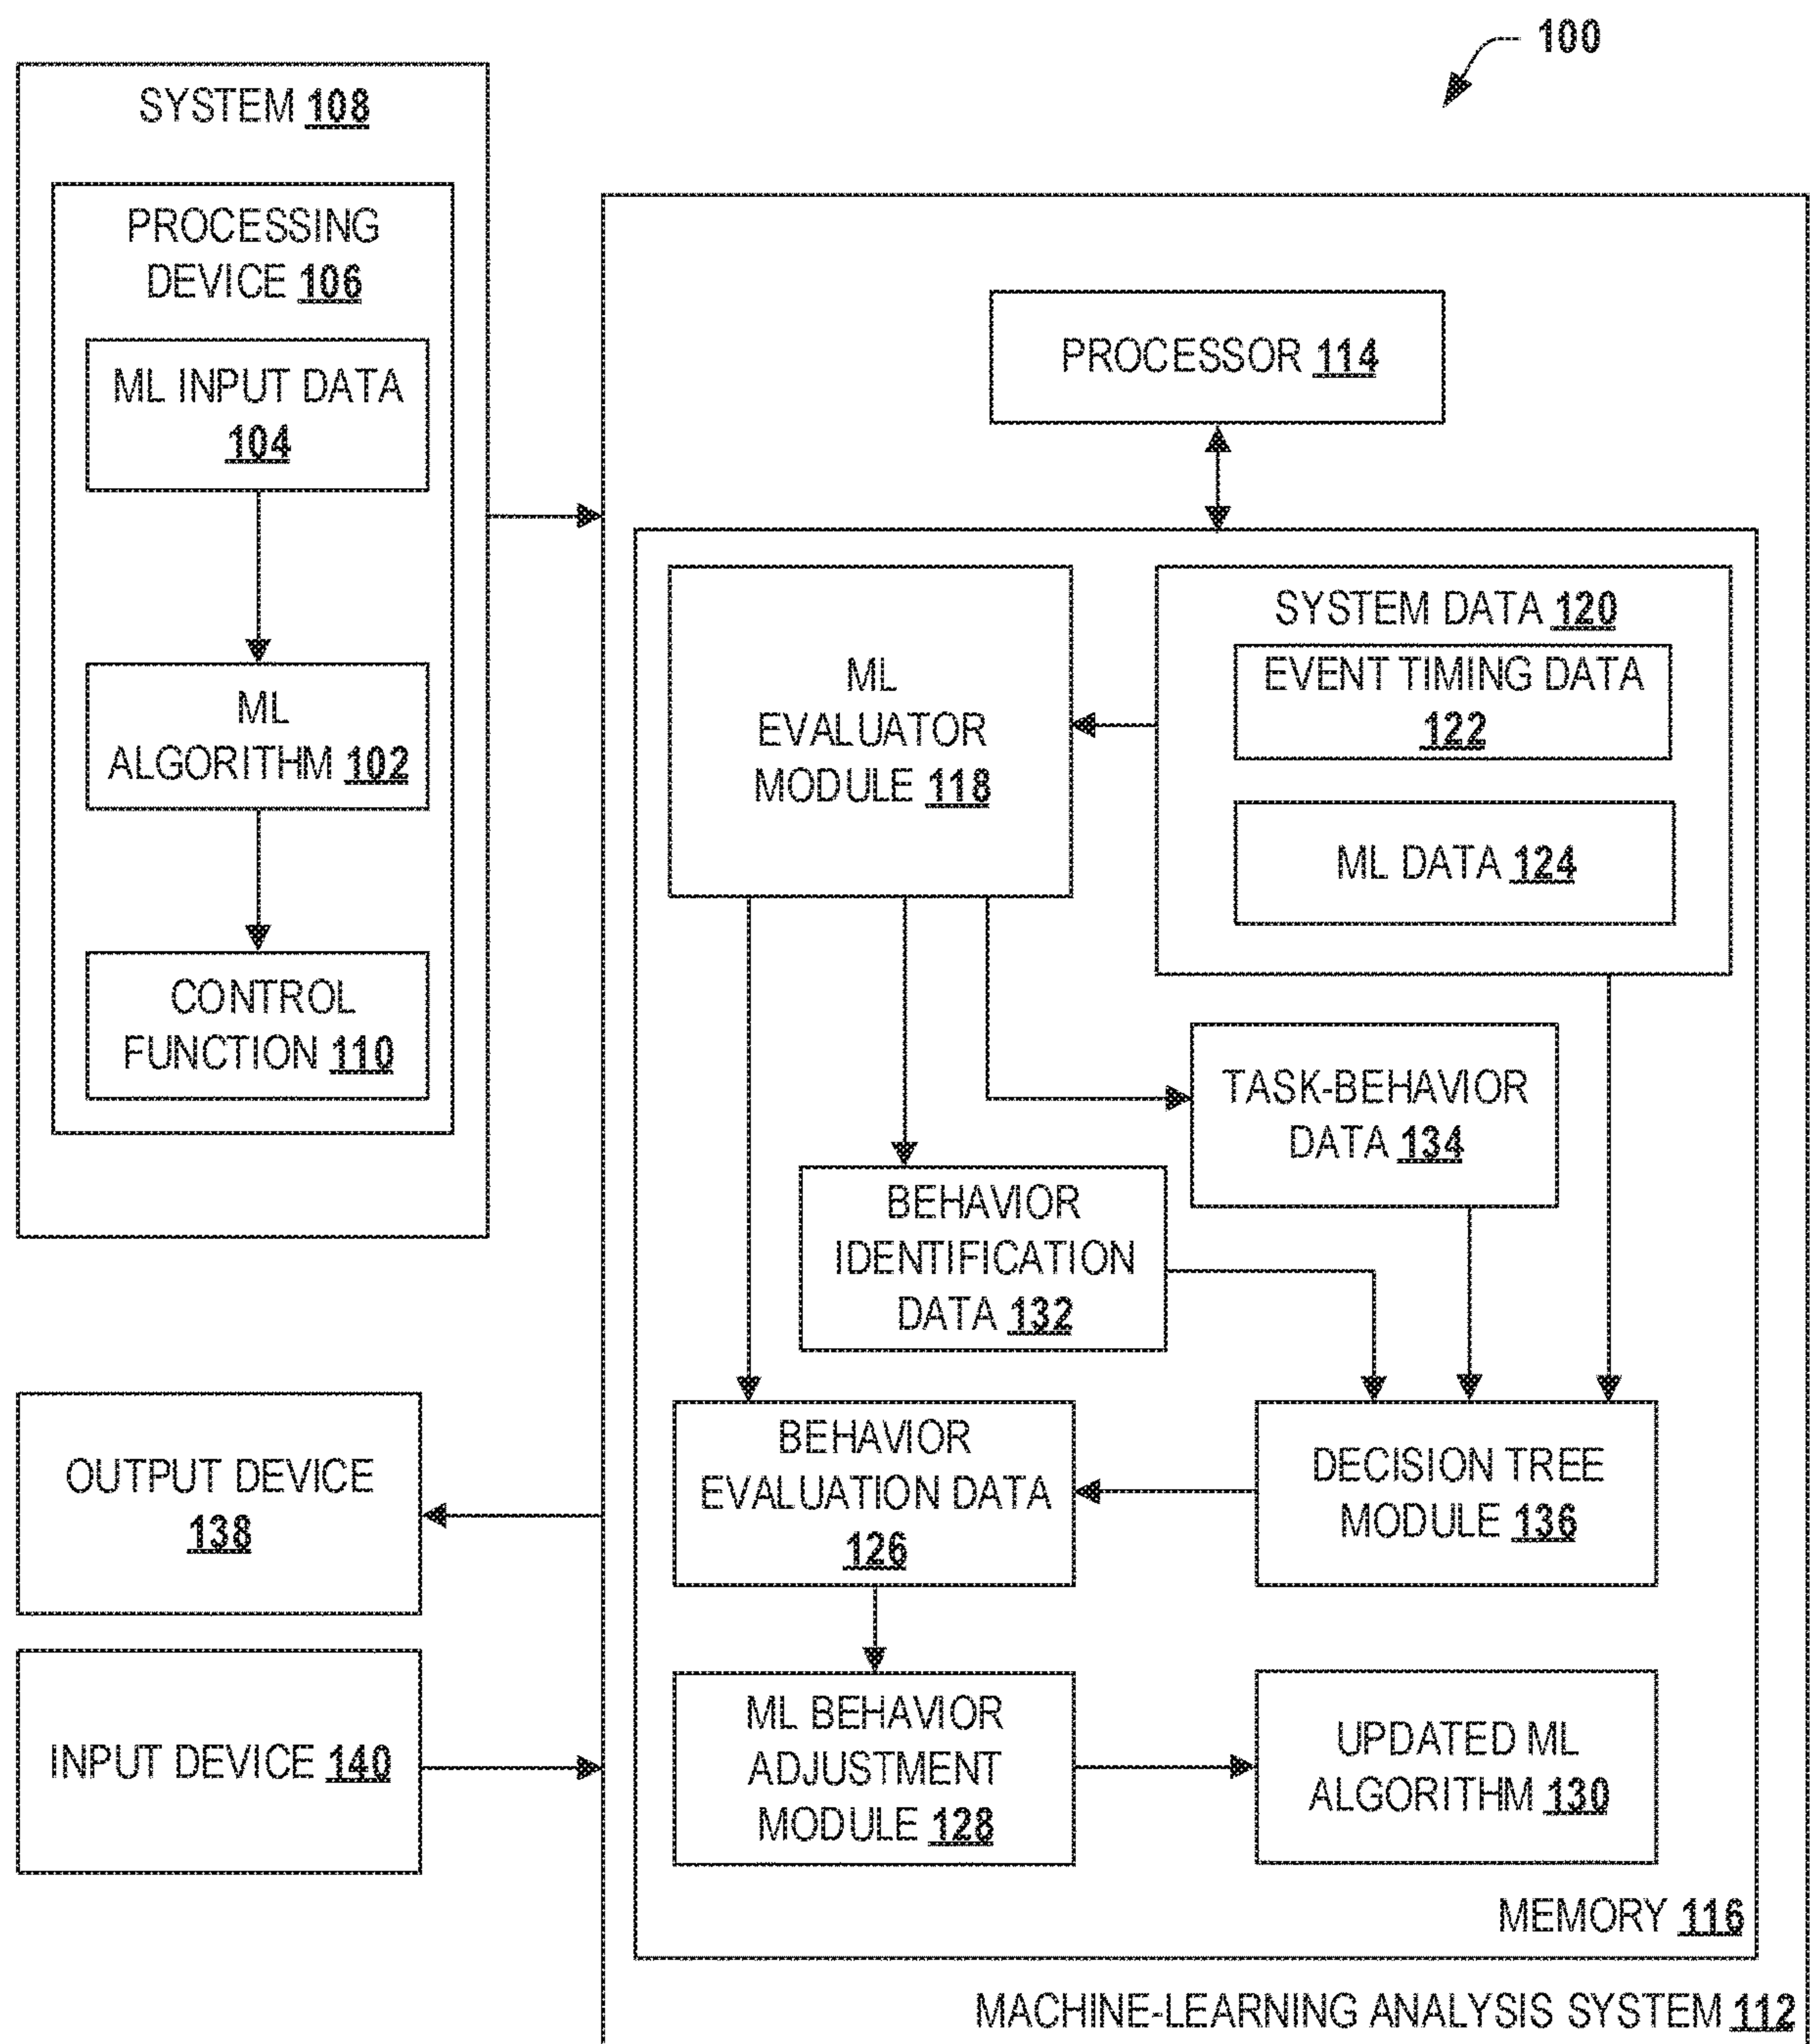 100
SYSTEM 108
PROCESSING
DEVICE 106
ML INPUT DATA
104
ML
ALGORITHM 102
CONTROL
FUNCTION 110
PROCESSOR 114
ML
EVALUATOR
MODULE 118
SYSTEM DATA 120
EVENT TIMING DATA
122
ML DATA 124
TASK-BEHAVIOR
DATA 134
BEHAVIOR
IDENTIFICATION
DATA 132
BEHAVIOR
EVALUATION DATA
126
DECISION TREE
MODULE 136
OUTPUT DEVICE
138
INPUT DEVICE 140
ML BEHAVIOR
ADJUSTMENT
MODULE 128
UPDATED ML
ALGORITHM 130
MEMORY 116
MACHINE-LEARNING ANALYSIS SYSTEM 112